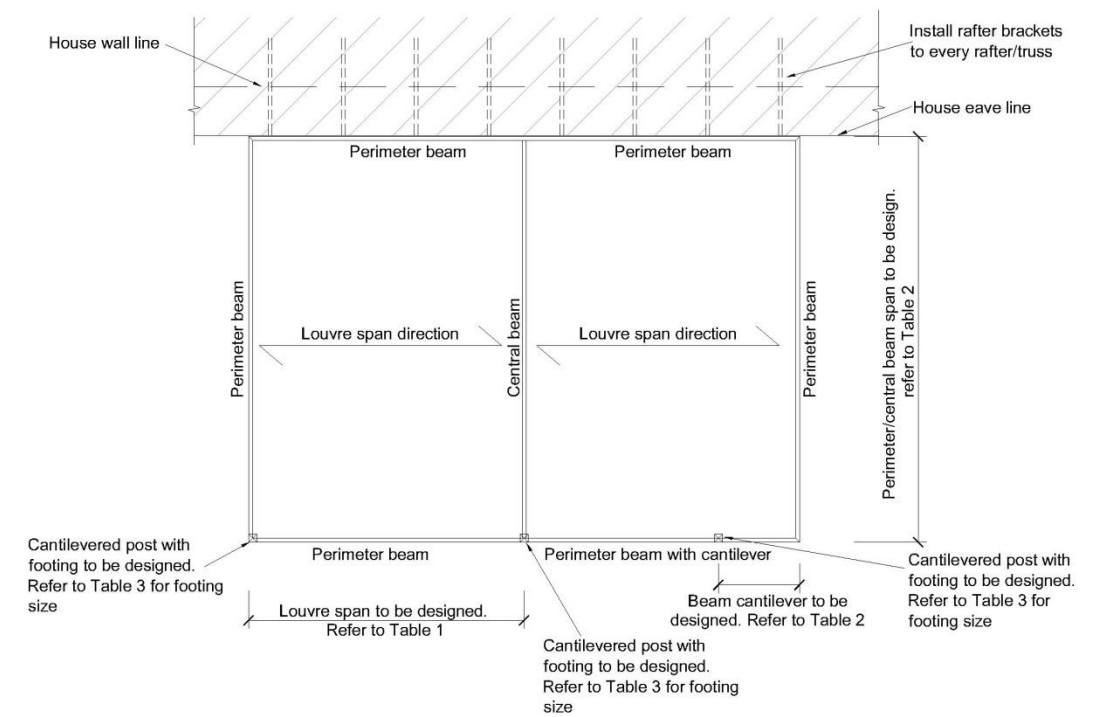 House wall line
Install rafter brackets
to every rafter/truss
House eave line
Perimeter beam
Perimeter beam
Perimeter beam
Louvre span direction
Central beam
Louvre span direction
Perimeter beam
Perimeter/central beam span to be design.
refer to Table 2
Cantilevered post with
footing to be designed.
Refer to Table 3 for footing
size
Perimeter beam
Perimeter beam with cantilever
Cantilevered post with
footing to be designed.
Refer to Table 3 for
footing size
Louvre span to be designed.
Refer to Table 1
Beam cantilever to be
designed. Refer to Table 2
Cantilevered post with
footing to be designed.
Refer to Table 3 for footing
size